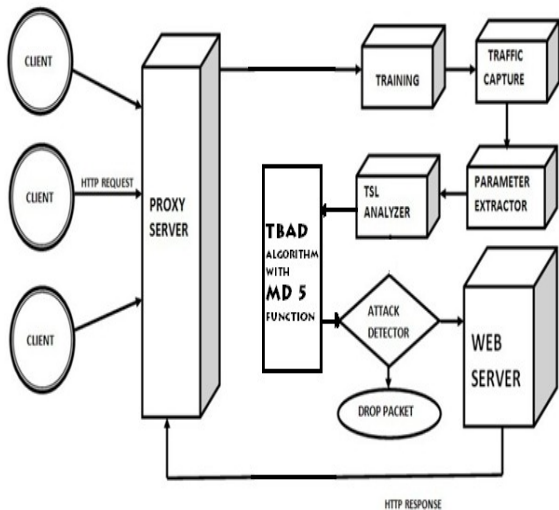 CLIENT
CLIENT
CLIENT
HTTP REQUEST
PROXY
SERVER
TRAINING
TRAFFIC
CAPTURE
PARAMETER
EXTRACTOR
TSL
ANALYZER
TBAD
ALGORITHM
WITH
MD 5
FUNCTION
ATTACK
DETECTOR
DROP PACKET
WEB
SERVER
HTTP RESPONSE